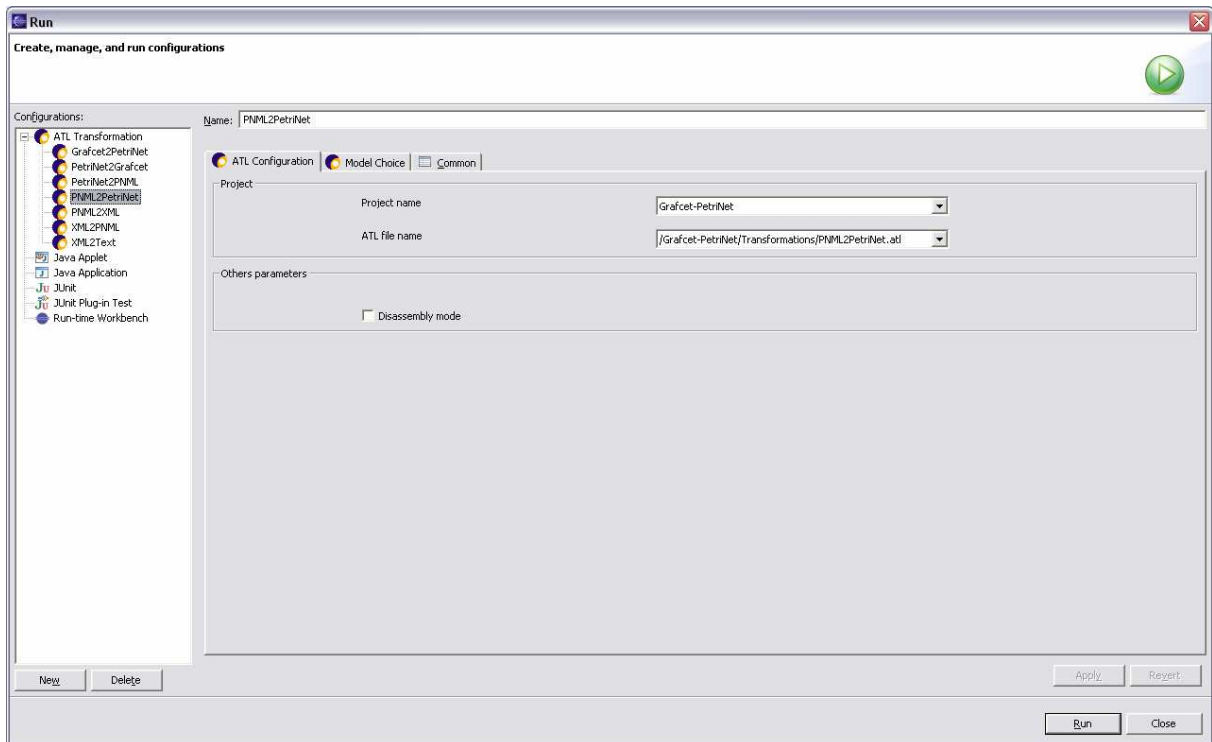 Run
Create, manage, and run configurations
Configurations:
ATL Transformation
Grafcet2PetriNet
PetriNet2Grafcet
PetriNet2PNML
PNML2PetriNet
PNML2XML
XML2PNML
XML2Text
Java Applet
Java Application
JUnit
JUnit Plug-in Test
Run-time Workbench
New Delete
Name: PNML2PetriNet
ATL Configuration Model Choice Common
Project
Project name Grafcet-PetriNet
ATL file name /Grafcet-PetriNet/Transformations/PNML2PetriNet.atl
Others parameters
Disassembly mode
Apply Revert
Run Close